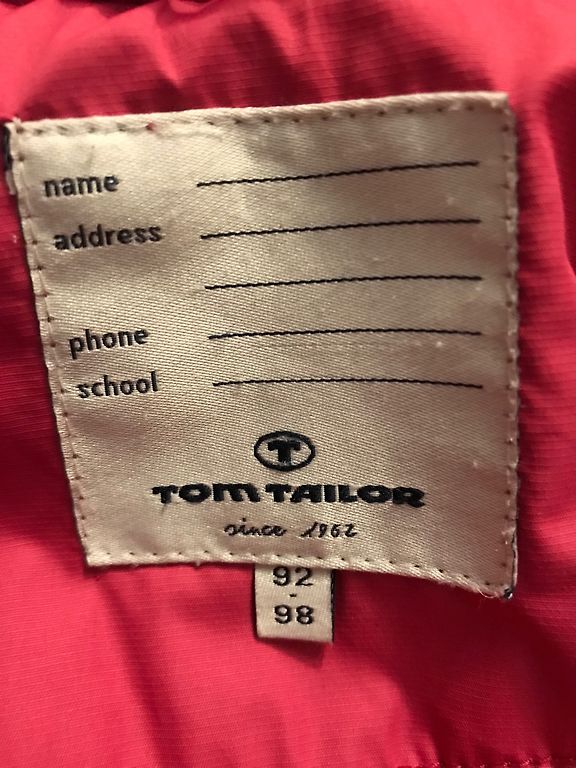 name
address
phone
school
T
TOM TAILOR
since 1962
92
-
98